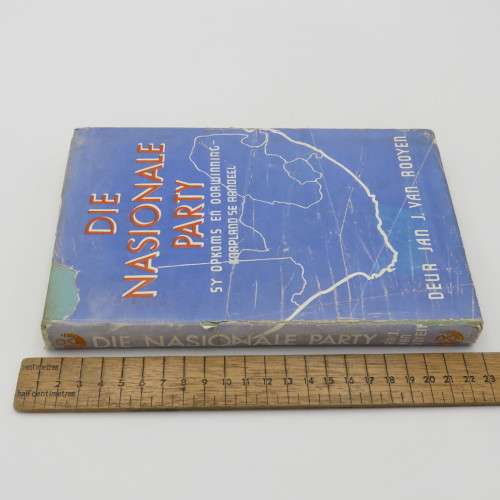 DIE
NASIONALE
PARTY
SY OPKOMS EN OORWINNING-
KAAPLAND SE AANDEEL
DEUR JAN J. VAN ROOYEN
DIE NASIONALE PARTY
centimetres
1 2 3 4 5 6 7 8 9 10 11 12 13 14 15 16 17 18 19 20 21 22 23
half centimetres